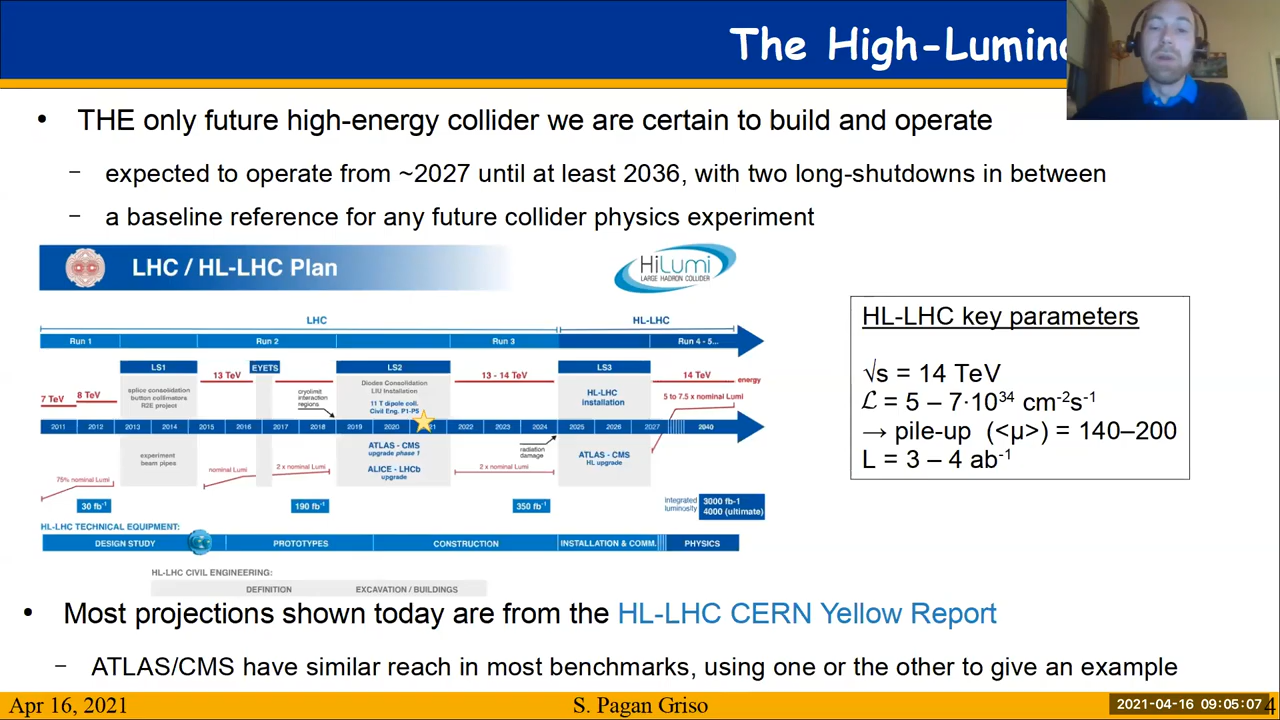 The High-Lumino
• THE only future high-energy collider we are certain to build and operate
– expected to operate from ~2027 until at least 2036, with two long-shutdowns in between
– a baseline reference for any future collider physics experiment
LHC / HL-LHC Plan
HiLumi
LARGE HADRON COLLIDER
LHC
HL-LHC
Run 1
Run 2
Run 3
Run 4 - 5...
LS1
EYETS
LS2
LS3
7 TeV
8 TeV
splice consolidation
button collimators
R2E project
13 TeV
cryolimit
interaction
regions
Diodes Consolidation
LIU Installation
11 T dipole coll.
Civil Eng. P1-P5
13 - 14 TeV
HL-LHC
installation
14 TeV
energy
5 to 7.5 x nominal Lumi
2011 2012 2013 2014 2015 2016 2017 2018 2019 2020 2021 2022 2023 2024 2025 2026 2027 2040
75% nominal Lumi
experiment
beam pipes
nominal Lumi
2 x nominal Lumi
ATLAS - CMS
upgrade phase 1
ALICE - LHCb
upgrade
2 x nominal Lumi
radiation
damage
ATLAS - CMS
HL upgrade
30 fb⁻¹
190 fb⁻¹
350 fb⁻¹
integrated
luminosity
3000 fb-1
4000 (ultimate)
HL-LHC TECHNICAL EQUIPMENT:
DESIGN STUDY
PROTOTYPES
CONSTRUCTION
INSTALLATION & COMM.
PHYSICS
HL-LHC CIVIL ENGINEERING:
DEFINITION
EXCAVATION / BUILDINGS
HL-LHC key parameters
√s = 14 TeV
ℒ = 5 – 7·10³⁴ cm⁻²s⁻¹
→ pile-up (<μ>) = 140–200
L = 3 – 4 ab⁻¹
• Most projections shown today are from the HL-LHC CERN Yellow Report
– ATLAS/CMS have similar reach in most benchmarks, using one or the other to give an example
Apr 16, 2021
S. Pagan Griso
2021-04-16 09:05:07
4